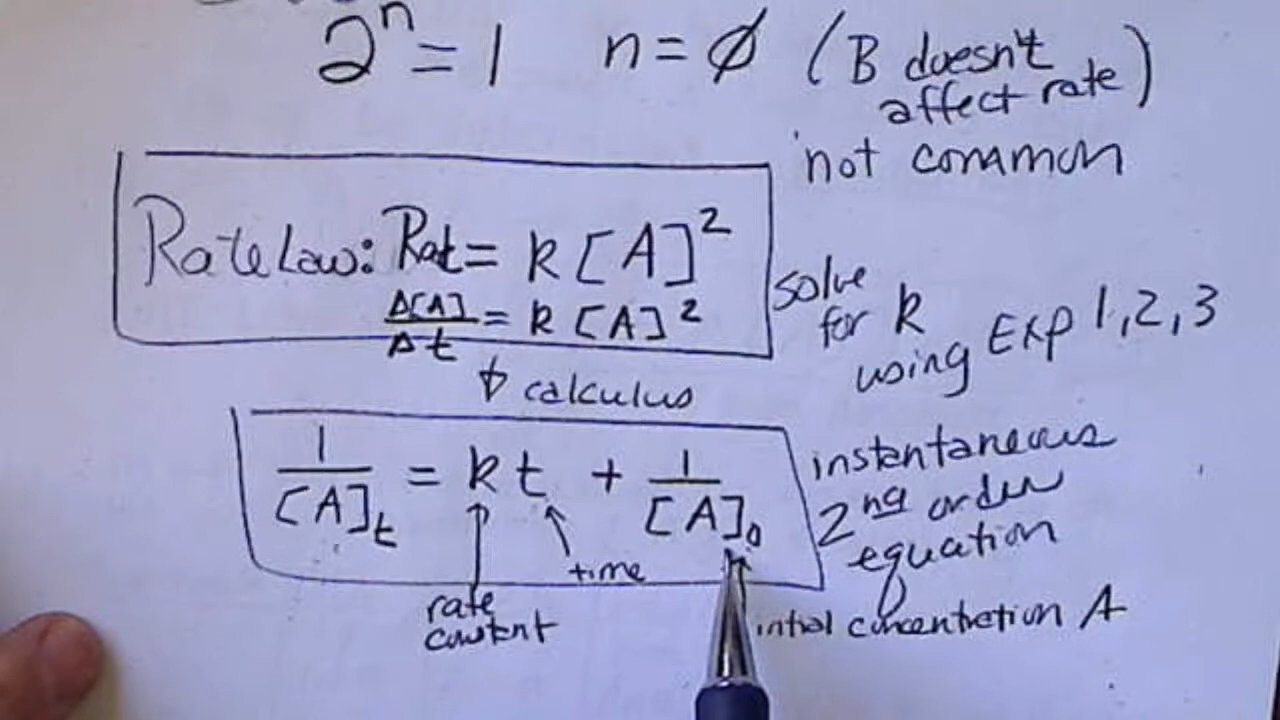 2ⁿ = 1 n = ∅ (B doesn't
affect rate)
not common
Rate Law: Rat = k [A]²
Δ[A]/Δt = k [A]²
solve
for k
using Exp 1,2,3
↓ calculus
1/[A]t = kt + 1/[A]₀
instantaneous
2nd order
equation
time
rate
constant
initial concentration A